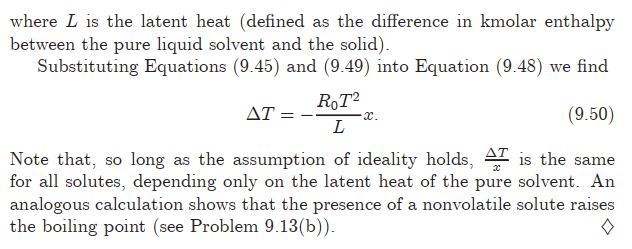 where L is the latent heat (defined as the difference in kmolar enthalpy
between the pure liquid solvent and the solid).
Substituting Equations (9.45) and (9.49) into Equation (9.48) we find
ΔT = −\frac{R₀T²}{L}x. (9.50)
Note that, so long as the assumption of ideality holds, \frac{ΔT}{x} is the same
for all solutes, depending only on the latent heat of the pure solvent. An
analogous calculation shows that the presence of a nonvolatile solute raises
the boiling point (see Problem 9.13(b)). ◇